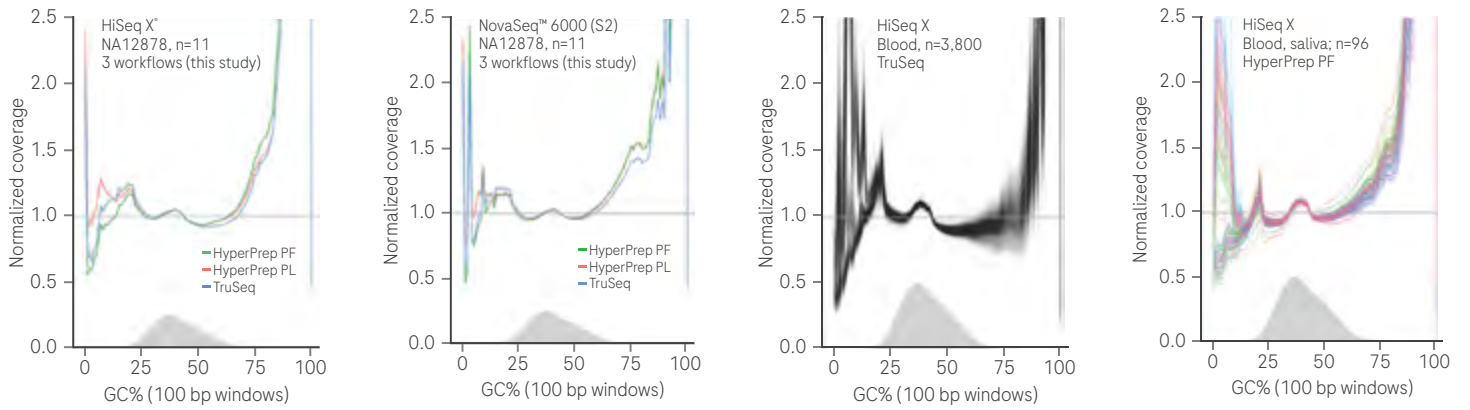 HiSeq X®
NA12878, n=11
3 workflows (this study)
Normalized coverage
2.5
2.0
1.5
1.0
0.5
0.0
HyperPrep PF
HyperPrep PL
TruSeq
0 25 50 75 100
GC% (100 bp windows)
NovaSeq™ 6000 (S2)
NA12878, n=11
3 workflows (this study)
Normalized coverage
2.5
2.0
1.5
1.0
0.5
0.0
HyperPrep PF
HyperPrep PL
TruSeq
0 25 50 75 100
GC% (100 bp windows)
HiSeq X
Blood, n=3,800
TruSeq
Normalized coverage
2.5
2.0
1.5
1.0
0.5
0.0
0 25 50 75 100
GC% (100 bp windows)
HiSeq X
Blood, saliva; n=96
HyperPrep PF
Normalized coverage
2.5
2.0
1.5
1.0
0.5
0.0
0 25 50 75 100
GC% (100 bp windows)